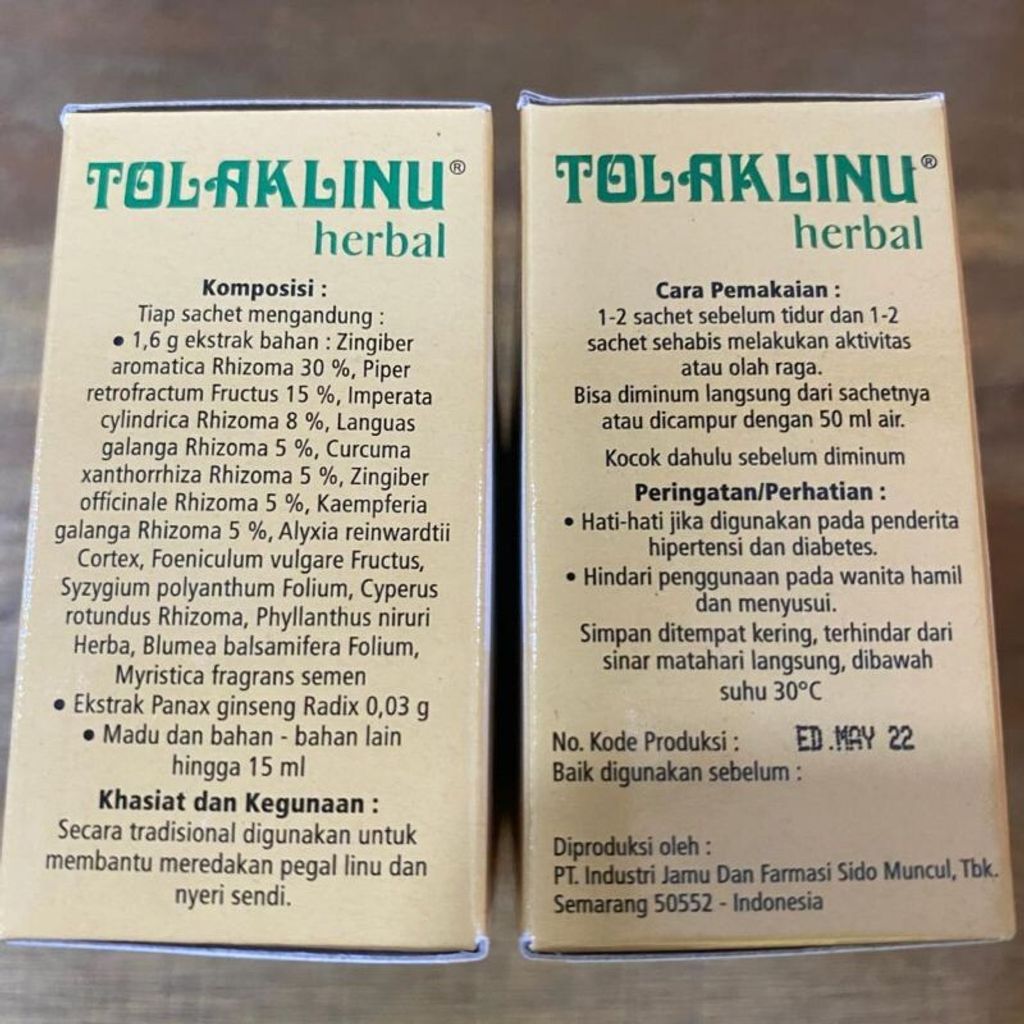 TOLAKLINU®
herbal
Komposisi :
Tiap sachet mengandung :
• 1,6 g ekstrak bahan : Zingiber
aromatica Rhizoma 30 %, Piper
retrofractum Fructus 15 %, Imperata
cylindrica Rhizoma 8 %, Languas
galanga Rhizoma 5 %, Curcuma
xanthorrhiza Rhizoma 5 %, Zingiber
officinale Rhizoma 5 %, Kaempferia
galanga Rhizoma 5 %, Alyxia reinwardtii
Cortex, Foeniculum vulgare Fructus,
Syzygium polyanthum Folium, Cyperus
rotundus Rhizoma, Phyllanthus niruri
Herba, Blumea balsamifera Folium,
Myristica fragrans semen
• Ekstrak Panax ginseng Radix 0,03 g
• Madu dan bahan - bahan lain
hingga 15 ml
Khasiat dan Kegunaan :
Secara tradisional digunakan untuk
membantu meredakan pegal linu dan
nyeri sendi.
TOLAKLINU®
herbal
Cara Pemakaian :
1-2 sachet sebelum tidur dan 1-2
sachet sehabis melakukan aktivitas
atau olah raga.
Bisa diminum langsung dari sachetnya
atau dicampur dengan 50 ml air.
Kocok dahulu sebelum diminum
Peringatan/Perhatian :
• Hati-hati jika digunakan pada penderita
hipertensi dan diabetes.
• Hindari penggunaan pada wanita hamil
dan menyusui.
Simpan ditempat kering, terhindar dari
sinar matahari langsung, dibawah
suhu 30°C
No. Kode Produksi : ED.MAY 22
Baik digunakan sebelum :
Diproduksi oleh :
PT. Industri Jamu Dan Farmasi Sido Muncul, Tbk.
Semarang 50552 - Indonesia